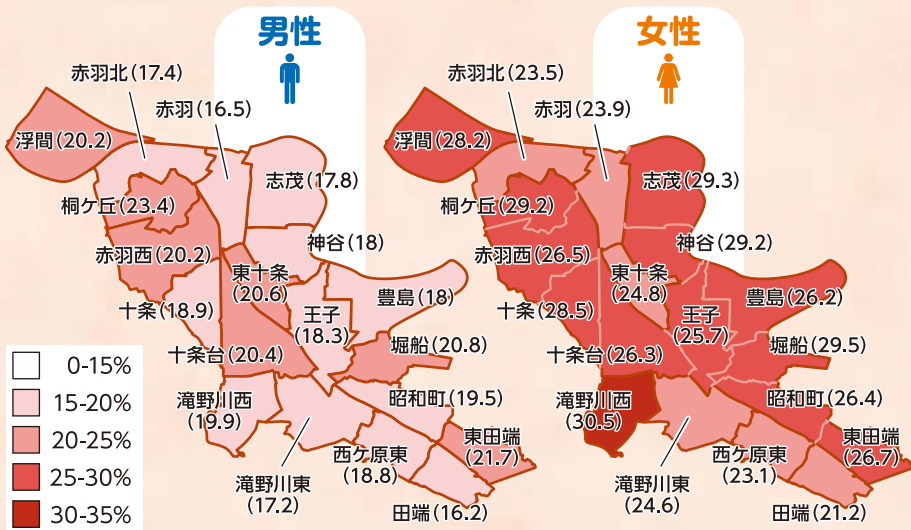 男性
赤羽北(17.4)
赤羽(16.5)
浮間(20.2)
志茂(17.8)
桐ケ丘(23.4)
神谷(18)
赤羽西(20.2)
東十条
(20.6)
豊島(18)
十条(18.9)
王子
(18.3)
堀船(20.8)
十条台(20.4)
昭和町(19.5)
滝野川西
(19.9)
東田端
(21.7)
西ケ原東
(18.8)
滝野川東
(17.2)
田端(16.2)
女性
赤羽北(23.5)
赤羽(23.9)
浮間(28.2)
志茂(29.3)
桐ケ丘(29.2)
神谷(29.2)
赤羽西(26.5)
東十条
(24.8)
豊島(26.2)
十条(28.5)
王子
(25.7)
堀船(29.5)
十条台(26.3)
昭和町(26.4)
滝野川西
(30.5)
東田端
(26.7)
西ケ原東
(23.1)
滝野川東
(24.6)
田端(21.2)
0-15%
15-20%
20-25%
25-30%
30-35%